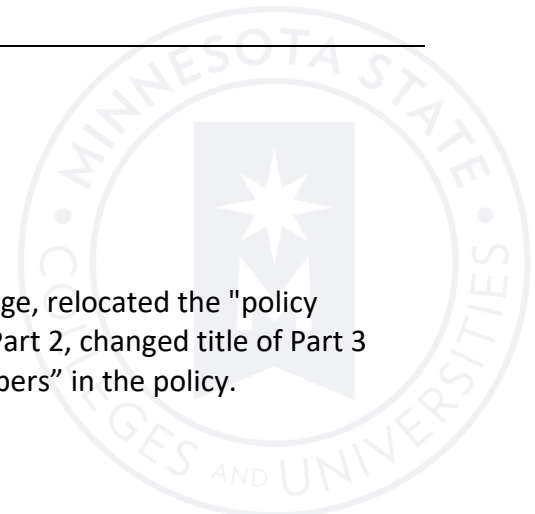 MINNESOTA STATE
COLLEGES AND UNIVERSITIES
M
ge, relocated the "policy
Part 2, changed title of Part 3
bers” in the policy.